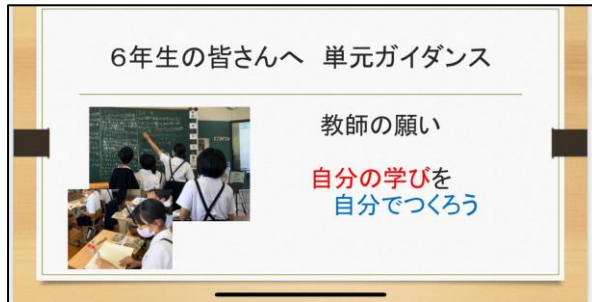 ６年生の皆さんへ　単元ガイダンス
教師の願い
自分の学びを
自分でつくろう